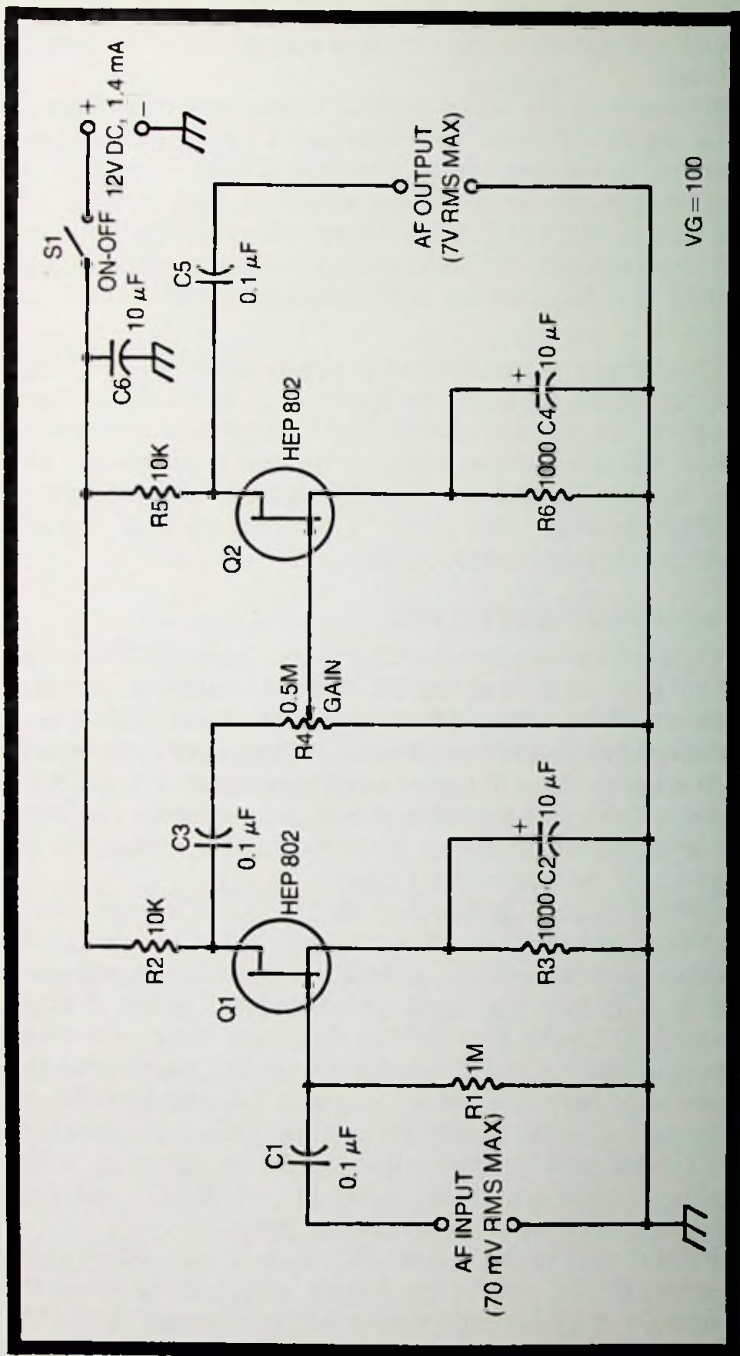 S1
ON-OFF
12V DC, 1.4 mA
+
−
C6
10 µF
R2
10K
R5
10K
C3
0.1 µF
C5
0.1 µF
Q1
HEP 802
Q2
HEP 802
C1
0.1 µF
R4
0.5M
GAIN
AF INPUT
(70 mV RMS MAX)
R1
1M
R3
1000
C2
+
10 µF
R6
1000
C4
+
10 µF
AF OUTPUT
(7V RMS MAX)
VG=100